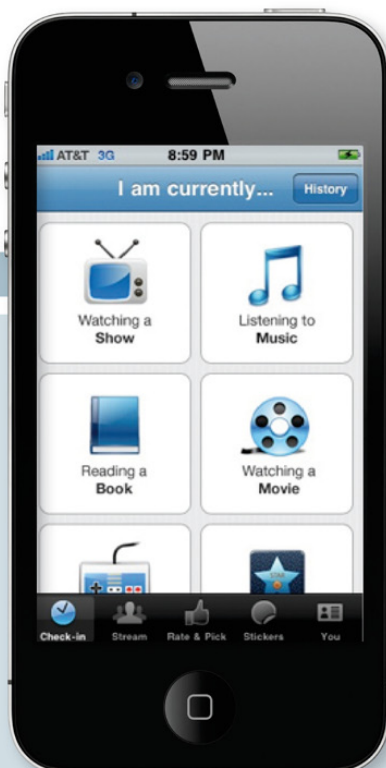 AT&T 3G 8:59 PM
I am currently... History
Watching a
Show
Listening to
Music
Reading a
Book
Watching a
Movie
STAR
Check-in Stream Rate & Pick Stickers You